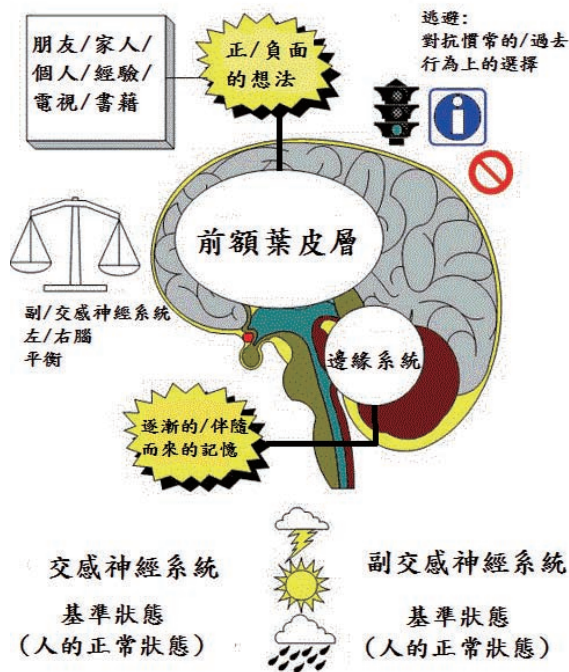 朋友/家人/
個人/經驗/
電視/書藉
正/負面
的想法
逃避:
對抗慣常的/過去
行為上的選擇
前額葉皮層
副/交感神經系統
左/右腦
平衡
邊緣系統
逐漸的/伴隨
而來的記憶
交感神經系統
基準狀態
(人的正常狀態)
副交感神經系統
基準狀態
(人的正常狀態)